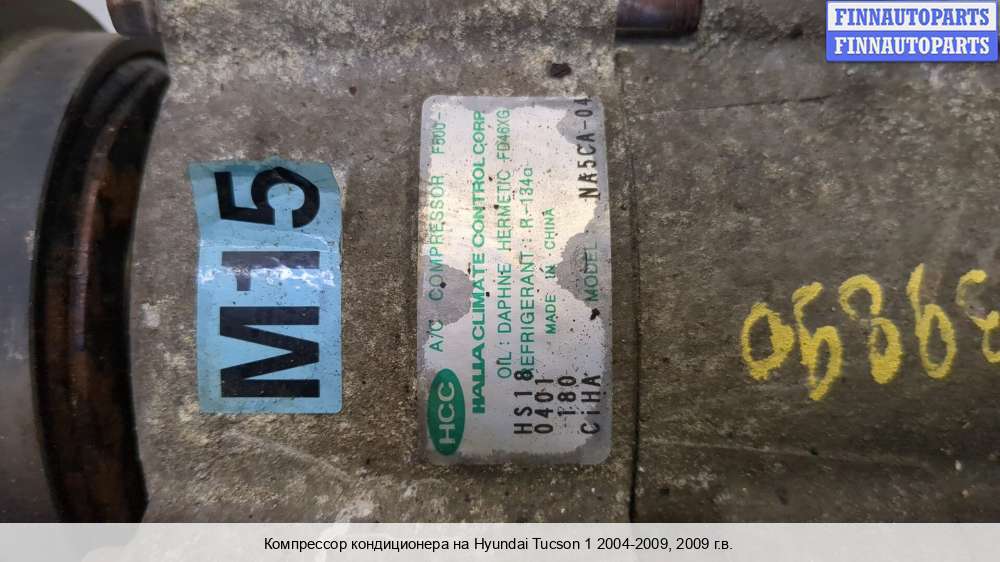 FINNAUTOPARTS
FINNAUTOPARTS
M15
HCC
A/C COMPRESSOR F500-
HALLA CLIMATE CONTROL CORP.
OIL : DAPHNE HERMETIC FD46XG
REFRIGERANT : R-134a
MADE IN CHINA
MODEL NA5CA-04
HS18
0401
180
CiHA
Компрессор кондиционера на Hyundai Tucson 1 2004-2009, 2009 г.в.